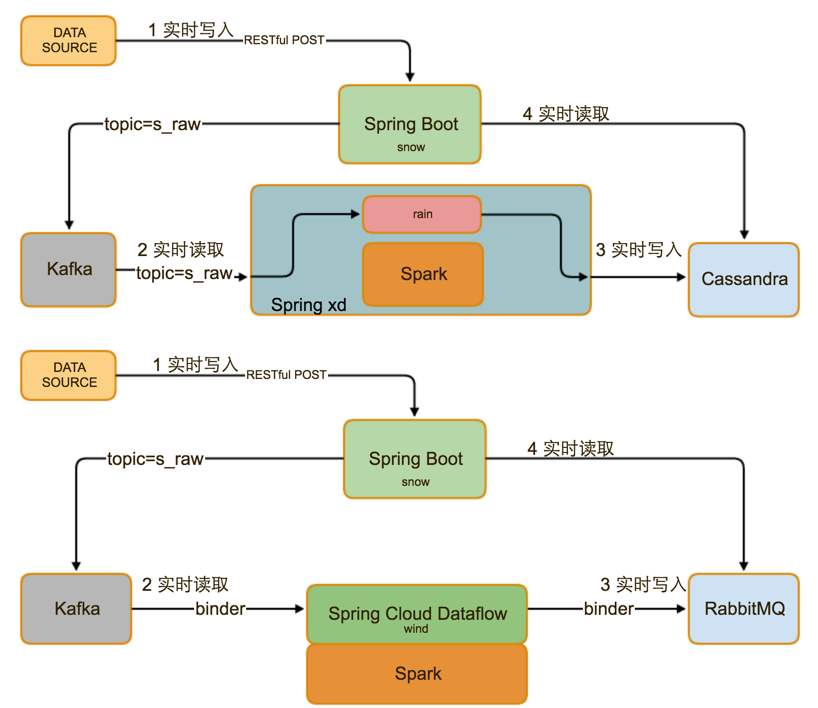 DATA
SOURCE
1 实时写入
RESTful POST
Spring Boot
snow
topic=s_raw
4 实时读取
Kafka
2 实时读取
topic=s_raw
rain
Spark
Spring xd
3 实时写入
Cassandra
DATA
SOURCE
1 实时写入
RESTful POST
Spring Boot
snow
topic=s_raw
4 实时读取
Kafka
2 实时读取
binder
Spring Cloud Dataflow
wind
Spark
3 实时写入
binder
RabbitMQ